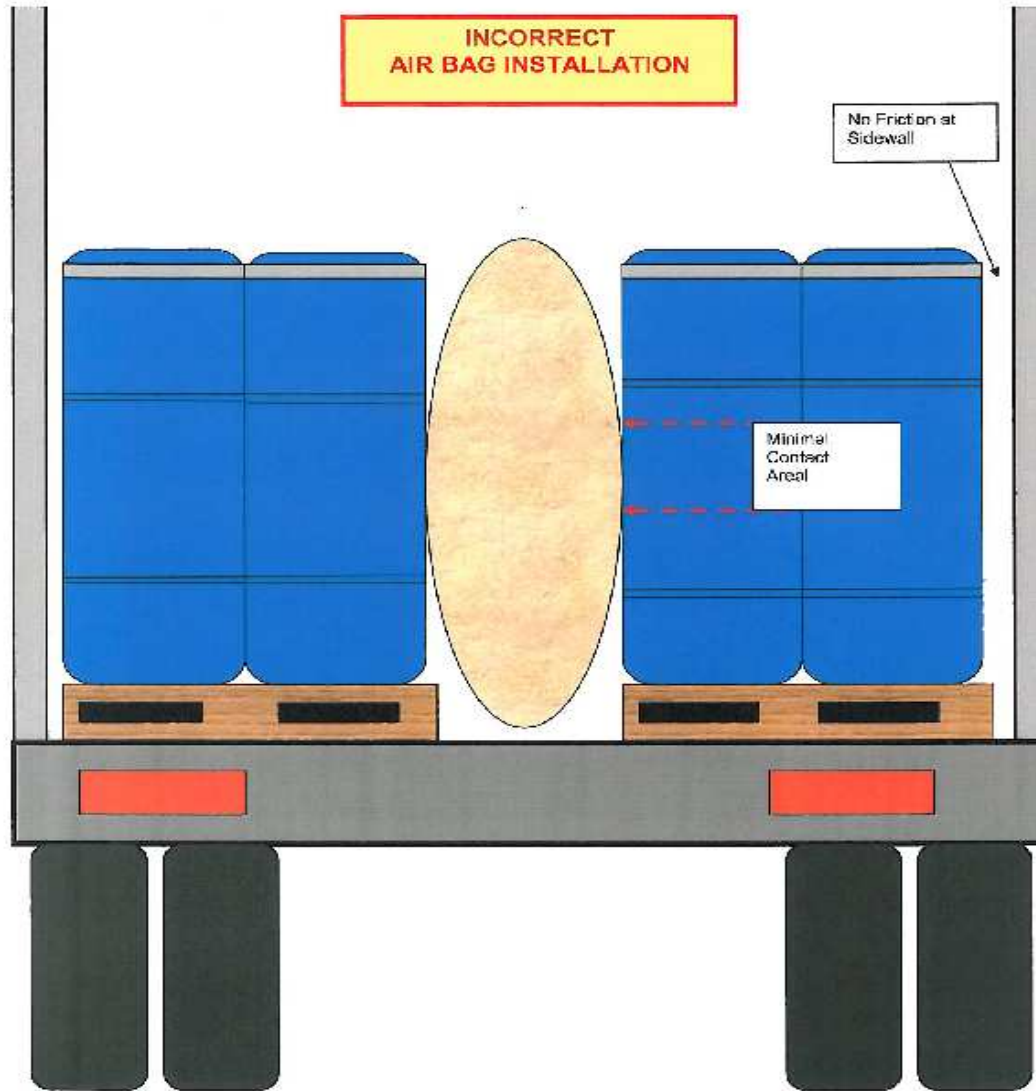 INCORRECT
AIR BAG INSTALLATION
No Friction at
Sidewall
Minimal
Contact
Area!